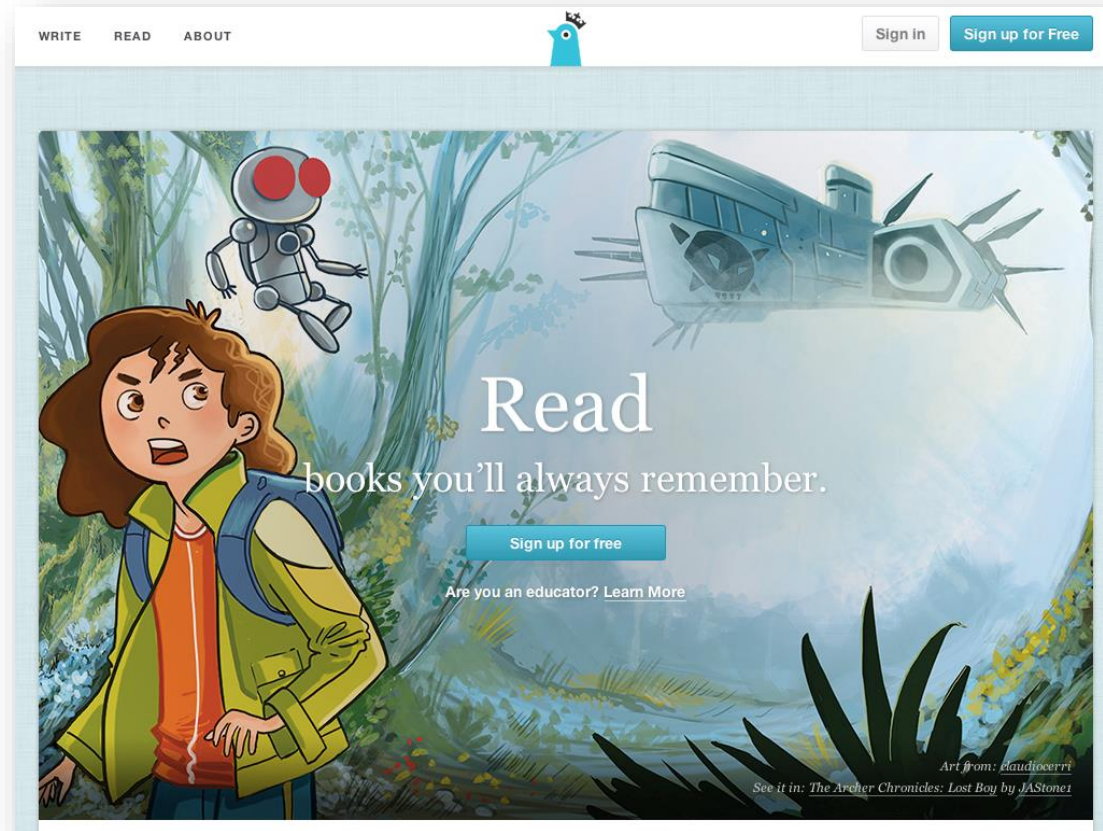 WRITE READ ABOUT Sign in Sign up for Free
Read
books you’ll always remember.
Sign up for free
Are you an educator? Learn More
Art from: claudiocerri
See it in: The Archer Chronicles: Lost Boy by JAStone1